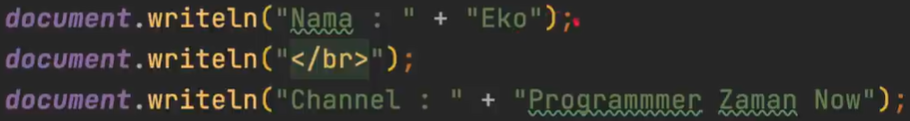 document.writeln("Nama : " + "Eko");
document.writeln("</br>");
document.writeln("Channel : " + "Programmmer Zaman Now");